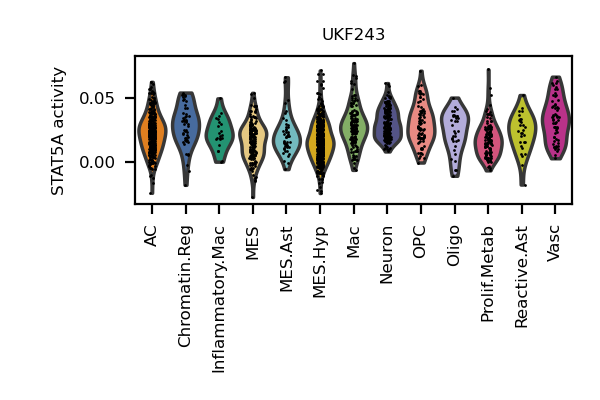 UKF243
STAT5A activity
0.05
0.00
AC
Chromatin.Reg
Inflammatory.Mac
MES
MES.Ast
MES.Hyp
Mac
Neuron
OPC
Oligo
Prolif.Metab
Reactive.Ast
Vasc